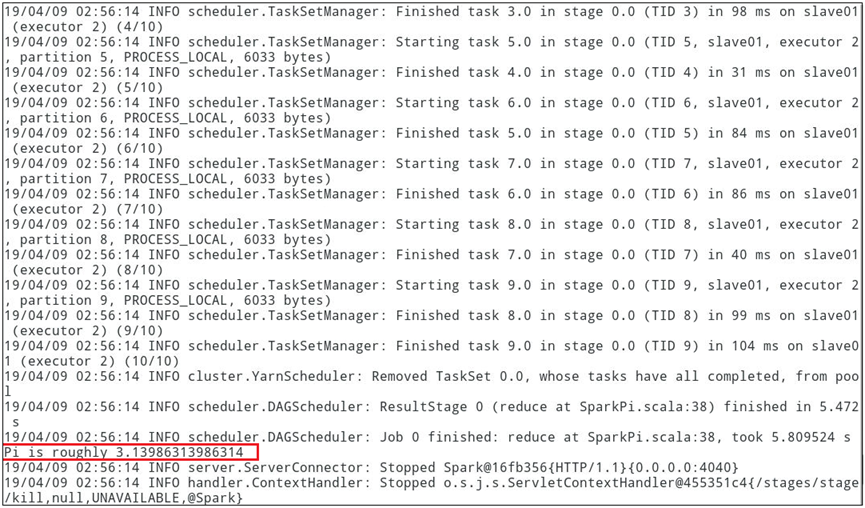 19/04/09 02:56:14 INFO scheduler.TaskSetManager: Finished task 3.0 in stage 0.0 (TID 3) in 98 ms on slave01
(executor 2) (4/10)
19/04/09 02:56:14 INFO scheduler.TaskSetManager: Starting task 5.0 in stage 0.0 (TID 5, slave01, executor 2
, partition 5, PROCESS_LOCAL, 6033 bytes)
19/04/09 02:56:14 INFO scheduler.TaskSetManager: Finished task 4.0 in stage 0.0 (TID 4) in 31 ms on slave01
(executor 2) (5/10)
19/04/09 02:56:14 INFO scheduler.TaskSetManager: Starting task 6.0 in stage 0.0 (TID 6, slave01, executor 2
, partition 6, PROCESS_LOCAL, 6033 bytes)
19/04/09 02:56:14 INFO scheduler.TaskSetManager: Finished task 5.0 in stage 0.0 (TID 5) in 84 ms on slave01
(executor 2) (6/10)
19/04/09 02:56:14 INFO scheduler.TaskSetManager: Starting task 7.0 in stage 0.0 (TID 7, slave01, executor 2
, partition 7, PROCESS_LOCAL, 6033 bytes)
19/04/09 02:56:14 INFO scheduler.TaskSetManager: Finished task 6.0 in stage 0.0 (TID 6) in 86 ms on slave01
(executor 2) (7/10)
19/04/09 02:56:14 INFO scheduler.TaskSetManager: Starting task 8.0 in stage 0.0 (TID 8, slave01, executor 2
, partition 8, PROCESS_LOCAL, 6033 bytes)
19/04/09 02:56:14 INFO scheduler.TaskSetManager: Finished task 7.0 in stage 0.0 (TID 7) in 40 ms on slave01
(executor 2) (8/10)
19/04/09 02:56:14 INFO scheduler.TaskSetManager: Starting task 9.0 in stage 0.0 (TID 9, slave01, executor 2
, partition 9, PROCESS_LOCAL, 6033 bytes)
19/04/09 02:56:14 INFO scheduler.TaskSetManager: Finished task 8.0 in stage 0.0 (TID 8) in 99 ms on slave01
(executor 2) (9/10)
19/04/09 02:56:14 INFO scheduler.TaskSetManager: Finished task 9.0 in stage 0.0 (TID 9) in 104 ms on slave0
1 (executor 2) (10/10)
19/04/09 02:56:14 INFO cluster.YarnScheduler: Removed TaskSet 0.0, whose tasks have all completed, from poo
l
19/04/09 02:56:14 INFO scheduler.DAGScheduler: ResultStage 0 (reduce at SparkPi.scala:38) finished in 5.472
s
19/04/09 02:56:14 INFO scheduler.DAGScheduler: Job 0 finished: reduce at SparkPi.scala:38, took 5.809524 s
Pi is roughly 3.13986313986314
19/04/09 02:56:14 INFO server.ServerConnector: Stopped Spark@16fb356{HTTP/1.1}{0.0.0.0:4040}
19/04/09 02:56:14 INFO handler.ContextHandler: Stopped o.s.j.s.ServletContextHandler@455351c4{/stages/stage
/kill,null,UNAVAILABLE,@Spark}